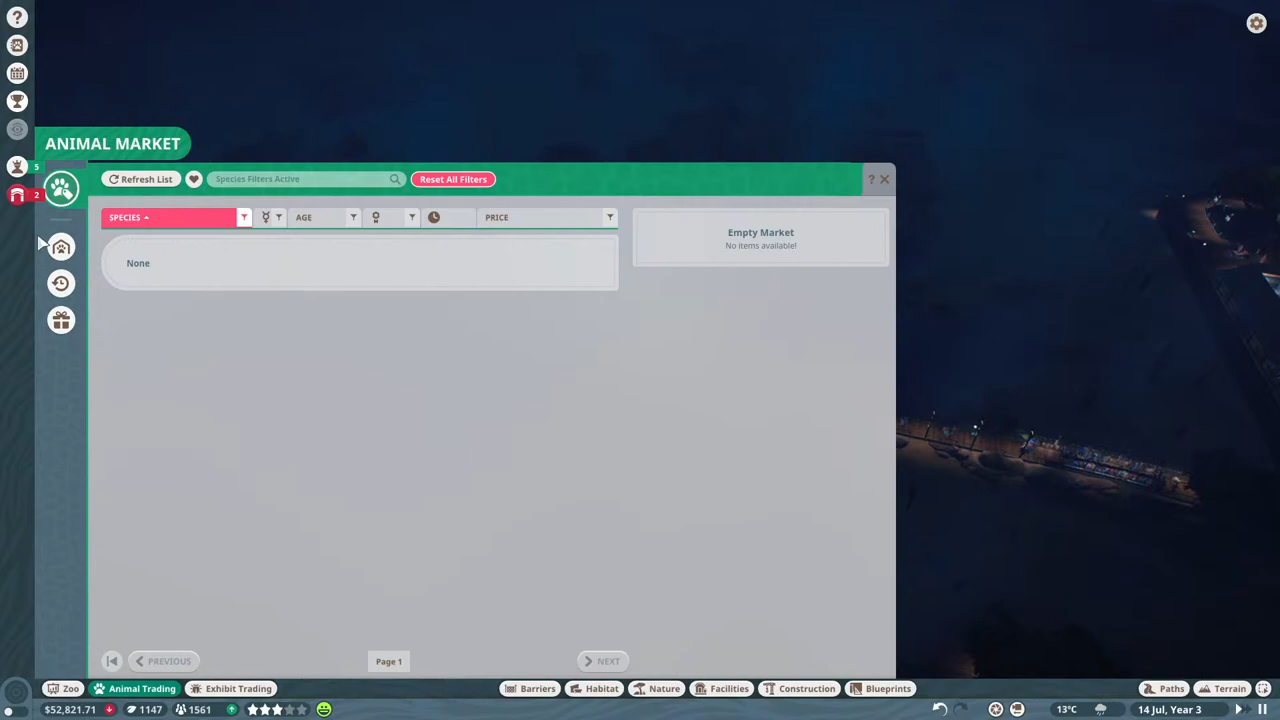 ANIMAL MARKET
5
2
Refresh List
Species Filters Active
Reset All Filters
?
SPECIES
AGE
PRICE
None
Empty Market
No items available!
PREVIOUS
Page 1
NEXT
Zoo
Animal Trading
Exhibit Trading
Barriers
Habitat
Nature
Facilities
Construction
Blueprints
Paths
Terrain
$52,821.71
1147
1561
13°C
14 Jul, Year 3